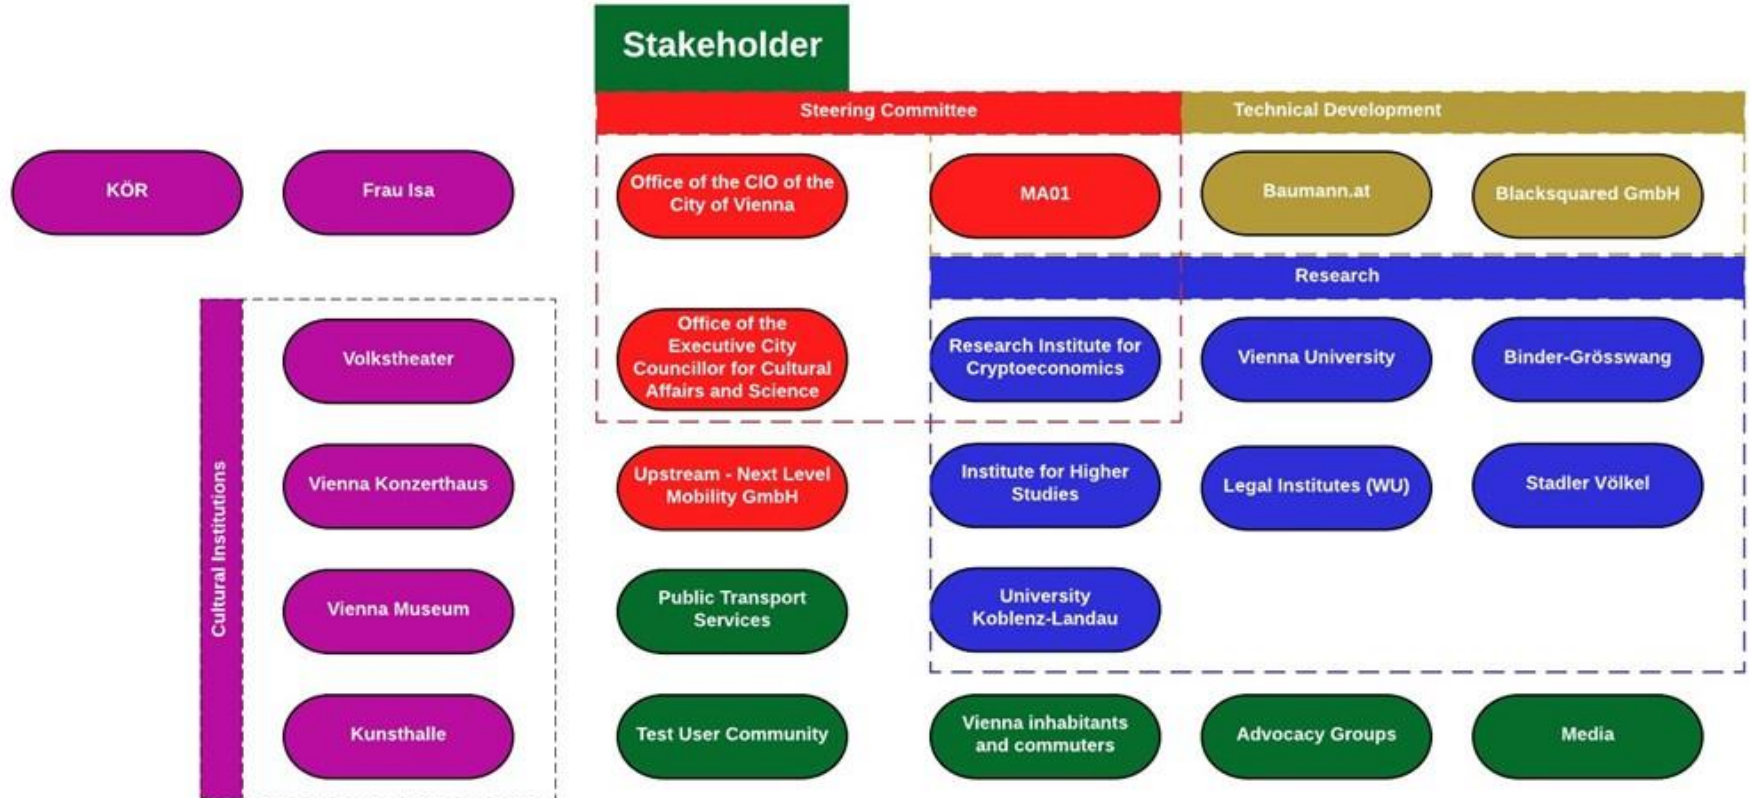 Stakeholder
Steering Committee
Technical Development
KÖR
Frau Isa
Office of the CIO of the
City of Vienna
MA01
Baumann.at
Blacksquared GmbH
Research
Cultural Institutions
Volkstheater
Office of the
Executive City
Councillor for Cultural
Affairs and Science
Research Institute for
Cryptoeconomics
Vienna University
Binder-Grösswang
Vienna Konzerthaus
Upstream - Next Level
Mobility GmbH
Institute for Higher
Studies
Legal Institutes (WU)
Stadler Völkel
Vienna Museum
Public Transport
Services
University
Koblenz-Landau
Kunsthalle
Test User Community
Vienna inhabitants
and commuters
Advocacy Groups
Media